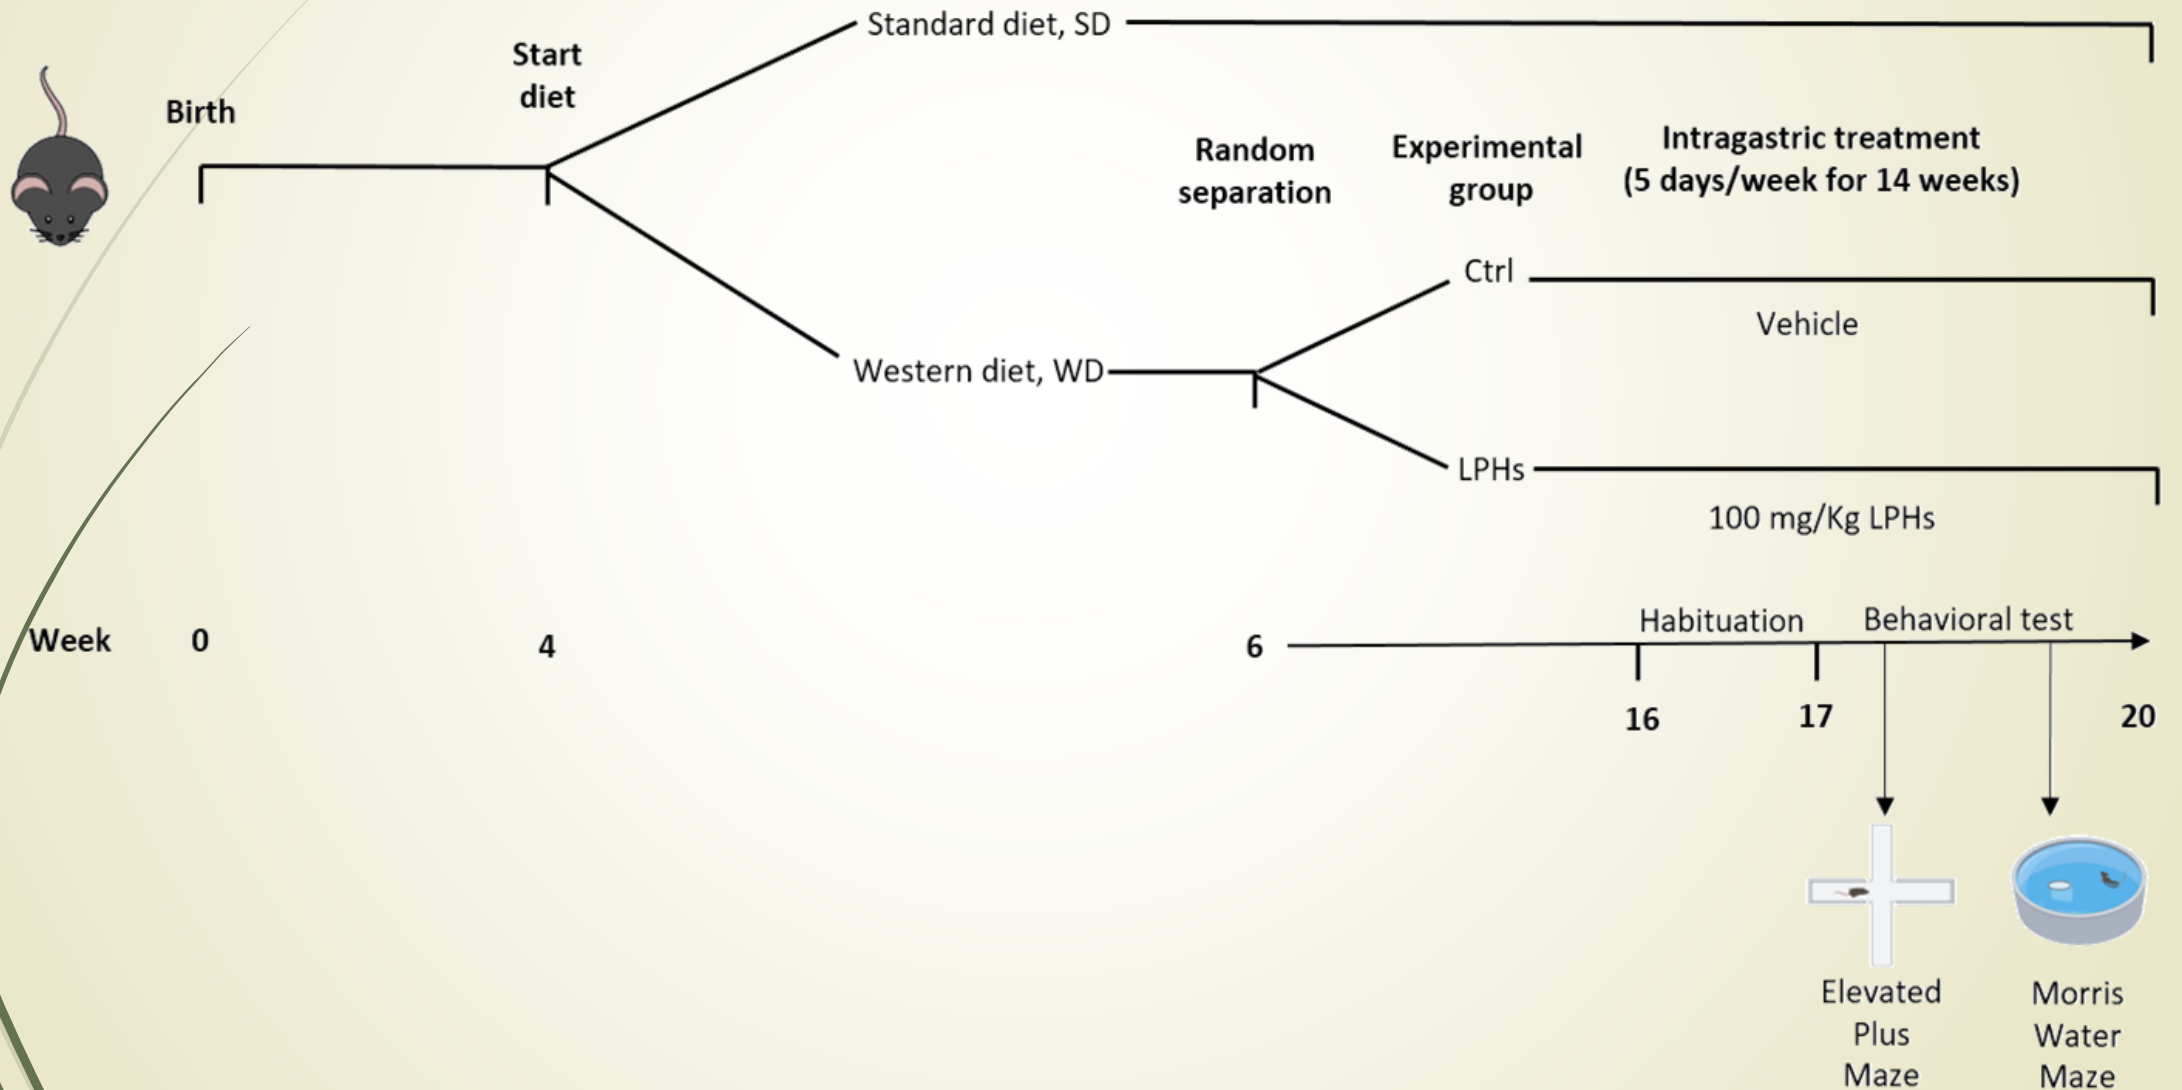 Standard diet, SD
Start
diet
Birth
Random
separation
Experimental
group
Intragastric treatment
(5 days/week for 14 weeks)
Ctrl
Vehicle
Western diet, WD
LPHs
100 mg/Kg LPHs
Habituation
Behavioral test
Week
0
4
6
16
17
20
Elevated
Plus
Maze
Morris
Water
Maze